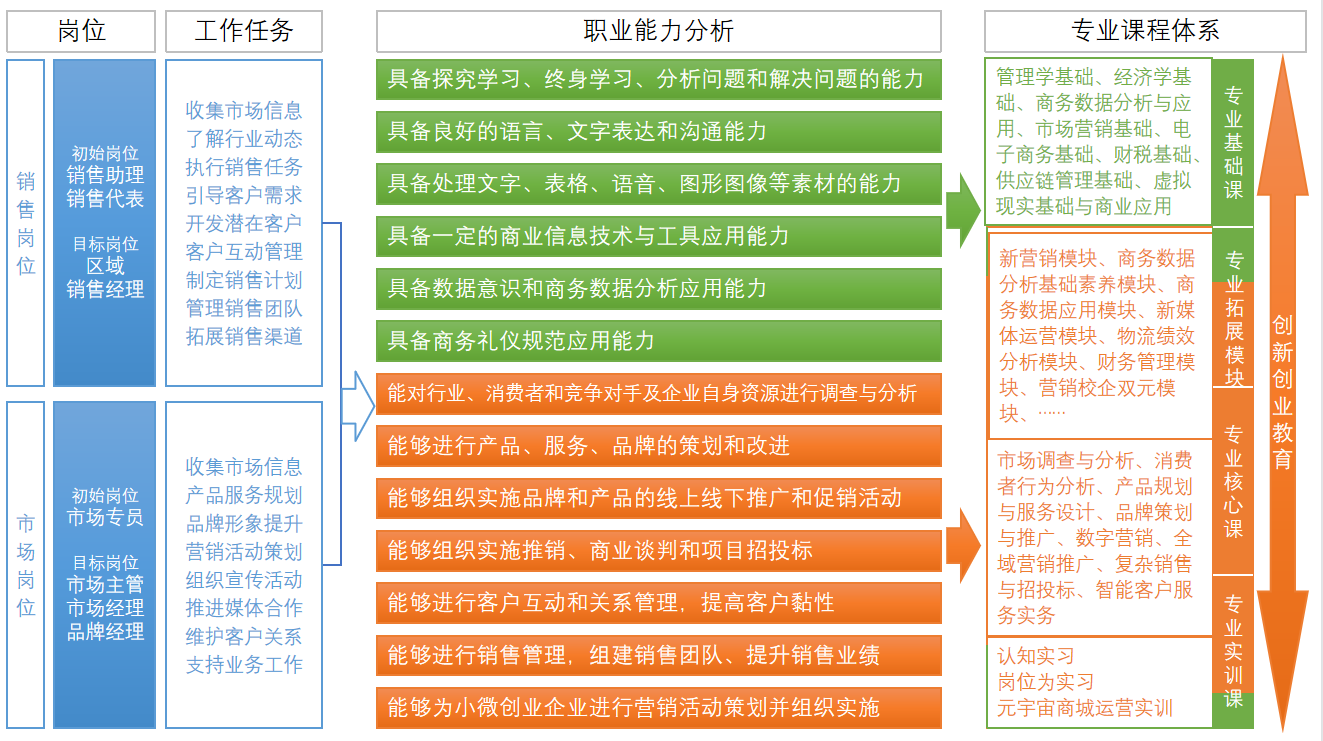 岗位
工作任务
职业能力分析
专业课程体系
销售岗位
初始岗位
销售助理
销售代表
目标岗位
区域
销售经理
收集市场信息
了解行业动态
执行销售任务
引导客户需求
开发潜在客户
客户互动管理
制定销售计划
管理销售团队
拓展销售渠道
市场岗位
初始岗位
市场专员
目标岗位
市场主管
市场经理
品牌经理
收集市场信息
产品服务规划
品牌形象提升
营销活动策划
组织宣传活动
推进媒体合作
维护客户关系
支持业务工作
具备探究学习、终身学习、分析问题和解决问题的能力
具备良好的语言、文字表达和沟通能力
具备处理文字、表格、语音、图形图像等素材的能力
具备一定的商业信息技术与工具应用能力
具备数据意识和商务数据分析应用能力
具备商务礼仪规范应用能力
能对行业、消费者和竞争对手及企业自身资源进行调查与分析
能够进行产品、服务、品牌的策划和改进
能够组织实施品牌和产品的线上线下推广和促销活动
能够组织实施推销、商业谈判和项目招投标
能够进行客户互动和关系管理，提高客户黏性
能够进行销售管理，组建销售团队、提升销售业绩
能够为小微创业企业进行营销活动策划并组织实施
管理学基础、经济学基
础、商务数据分析与应
用、市场营销基础、电
子商务基础、财税基础、
供应链管理基础、虚拟
现实基础与商业应用
专业基础课
新营销模块、商务数据
分析基础素养模块、商
务数据应用模块、新媒
体运营模块、物流绩效
分析模块、财务管理模
块、营销校企双元模
块、……
专业拓展模块
市场调查与分析、消费
者行为分析、产品规划
与服务设计、品牌策划
与推广、数字营销、全
域营销推广、复杂销售
与招投标、智能客户服
务实务
专业核心课
认知实习
岗位为实习
元宇宙商城运营实训
专业实训课
创新创业教育